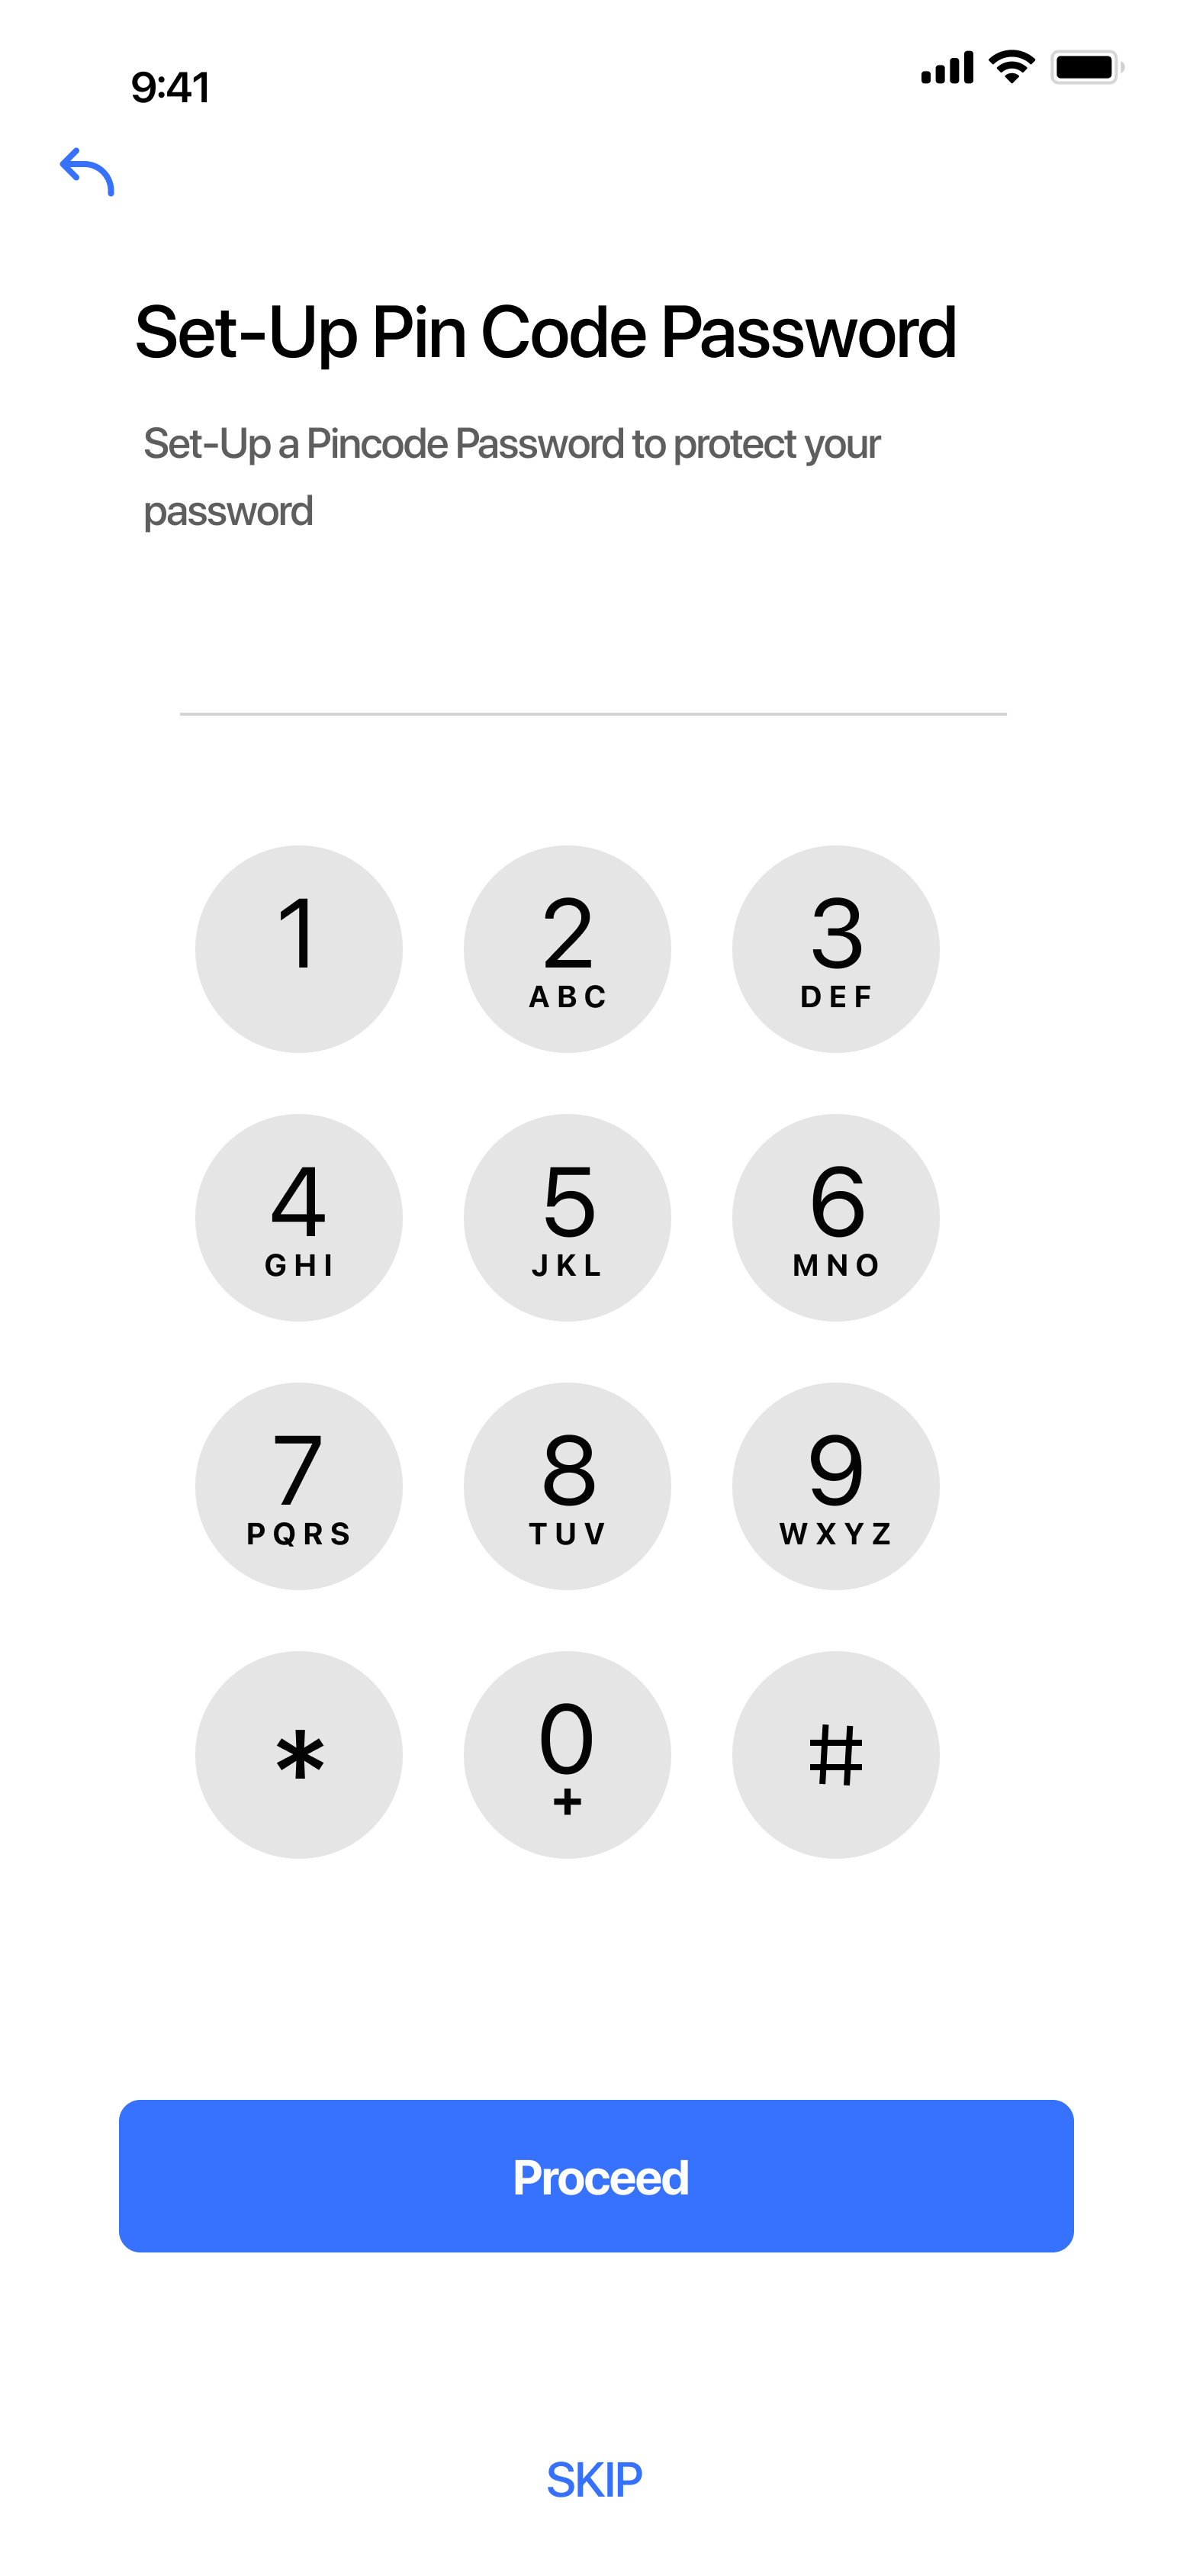 9:41
Set-Up Pin Code Password
Set-Up a Pincode Password to protect your
password
1
2
ABC
3
DEF
4
GHI
5
JKL
6
MNO
7
PQRS
8
TUV
9
WXYZ
*
0
+
#
Proceed
SKIP